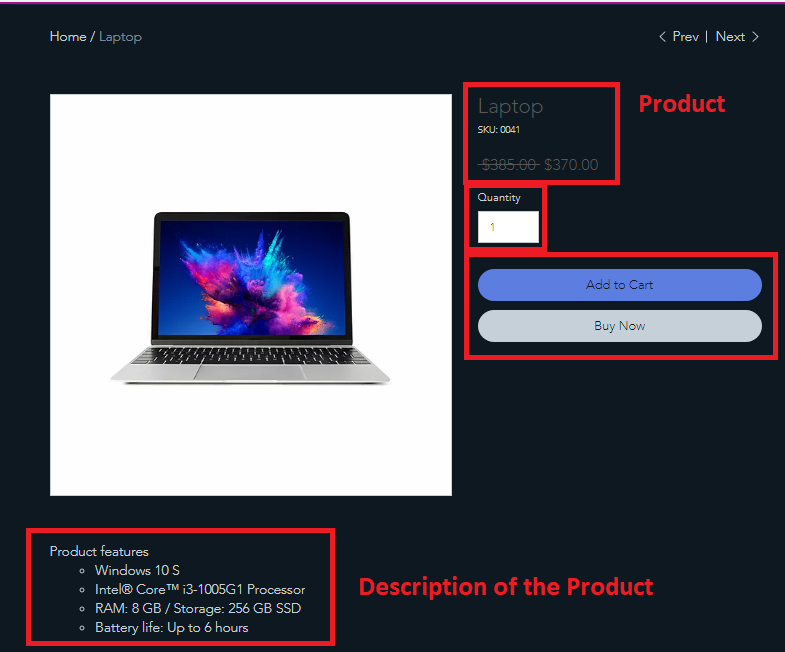 Home / Laptop
< Prev | Next >
Laptop
Product
SKU: 0041
$385.00 $370.00
Quantity
1
Add to Cart
Buy Now
Product features
Windows 10 S
Intel® Core™ i3-1005G1 Processor
RAM: 8 GB / Storage: 256 GB SSD
Battery life: Up to 6 hours
Description of the Product